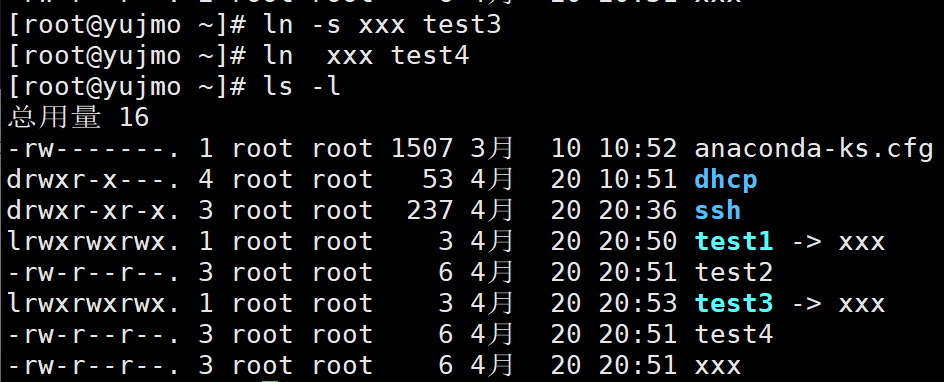 [root@yujmo ~]# ln -s xxx test3
[root@yujmo ~]# ln  xxx test4
[root@yujmo ~]# ls -l
总用量 16
-rw-------. 1 root root 1507 3月  10 10:52 anaconda-ks.cfg
drwxr-x---. 4 root root   53 4月  20 10:51 dhcp
drwxr-xr-x. 3 root root  237 4月  20 20:36 ssh
lrwxrwxrwx. 1 root root    3 4月  20 20:50 test1 -> xxx
-rw-r--r--. 3 root root    6 4月  20 20:51 test2
lrwxrwxrwx. 1 root root    3 4月  20 20:53 test3 -> xxx
-rw-r--r--. 3 root root    6 4月  20 20:51 test4
-rw-r--r--. 3 root root    6 4月  20 20:51 xxx